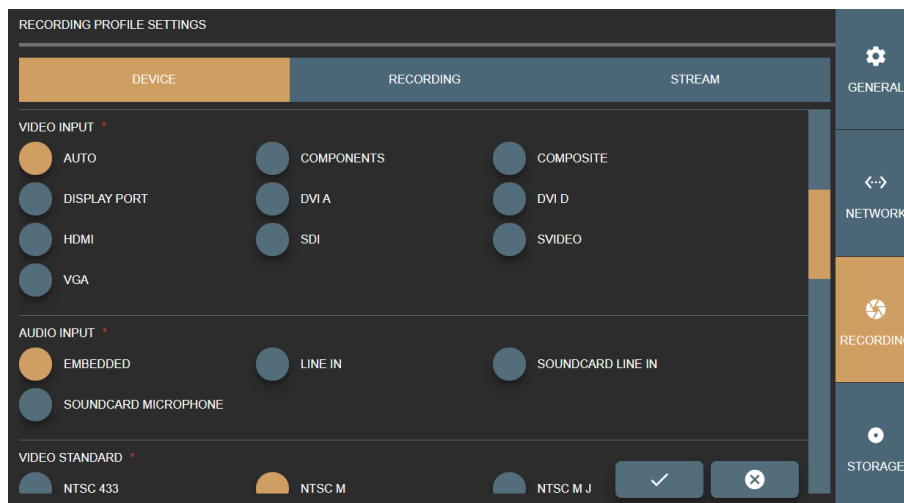 RECORDING PROFILE SETTINGS
DEVICE RECORDING STREAM
GENERAL
VIDEO INPUT *
AUTO COMPONENTS COMPOSITE
DISPLAY PORT DVI A DVI D
NETWORK
HDMI SDI SVIDEO
VGA
AUDIO INPUT *
RECORDING
EMBEDDED LINE IN SOUNDCARD LINE IN
SOUNDCARD MICROPHONE
VIDEO STANDARD *
STORAGE
NTSC 433 NTSC M NTSC M J